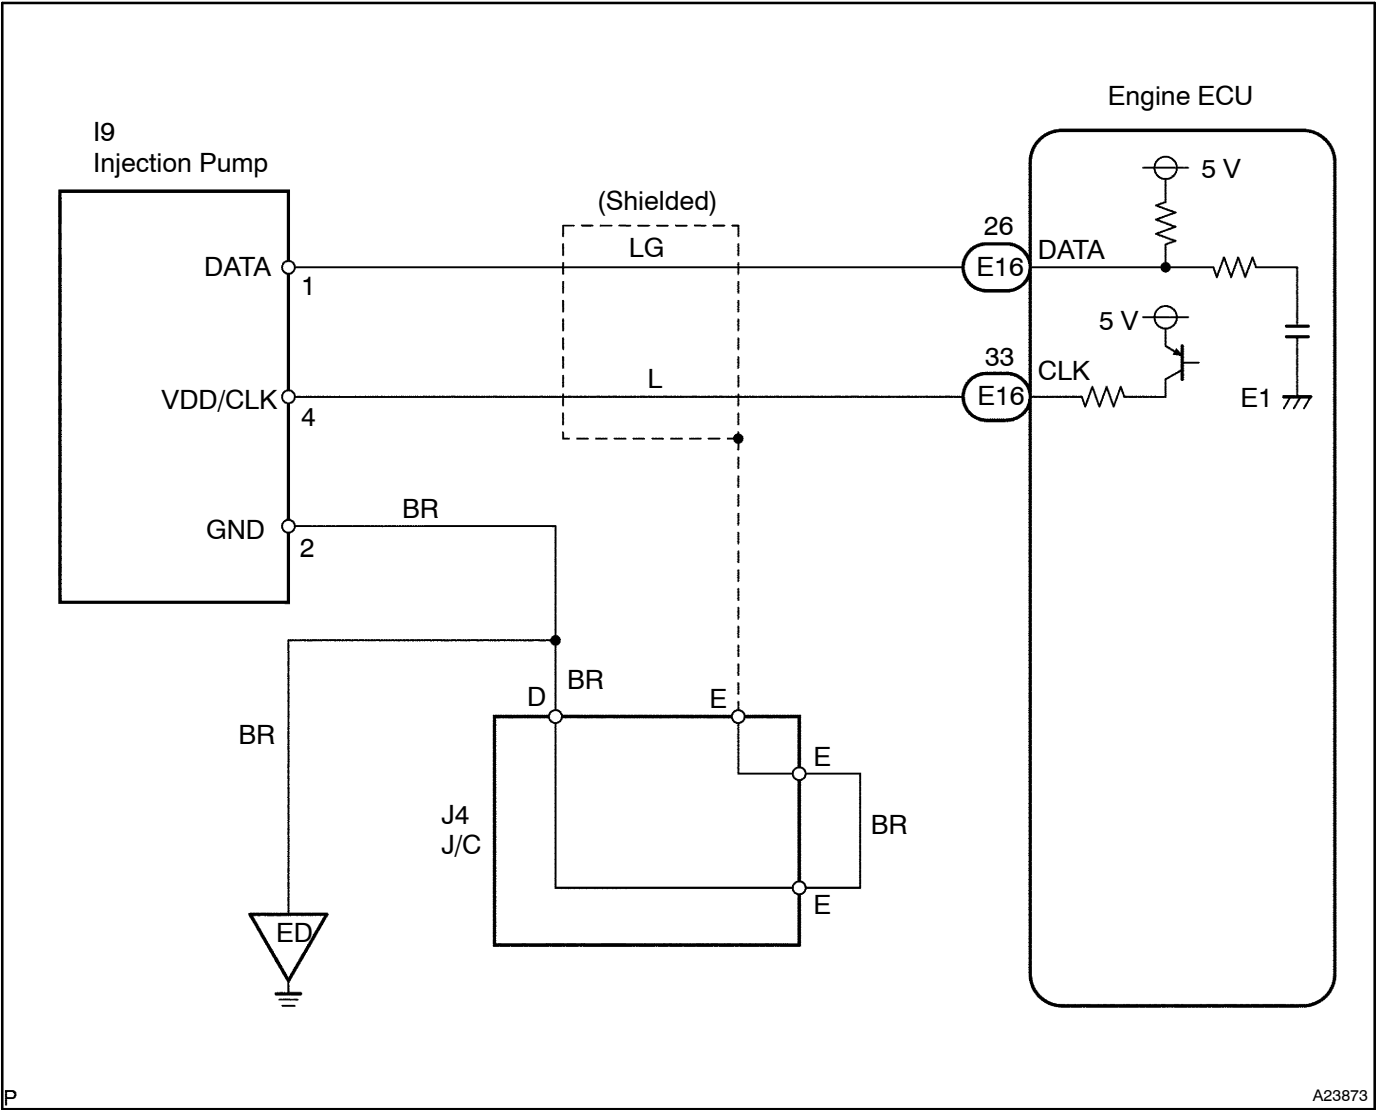 Engine ECU
I9
Injection Pump
5 V
(Shielded)
26
LG
DATA
DATA
E16
1
5 V
33
CLK
L
VDD/CLK
E16
E1
4
BR
GND
2
BR
D
E
BR
E
J4
J/C
BR
E
ED
P
A23873